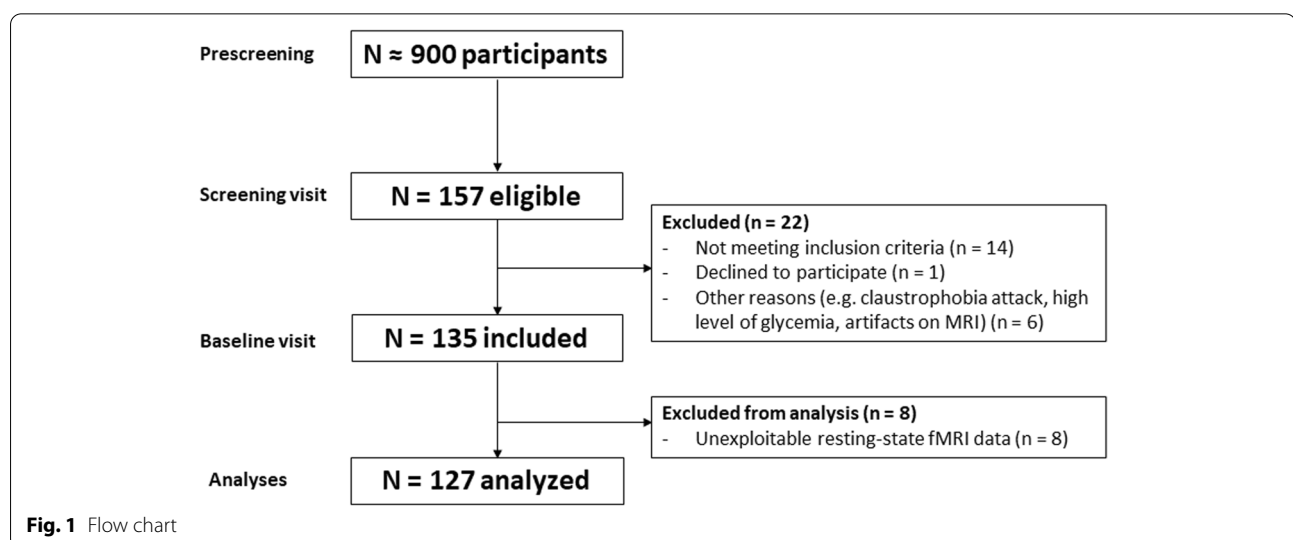 Prescreening
N ≈ 900 participants
Screening visit
N = 157 eligible
Excluded (n = 22)
- Not meeting inclusion criteria (n = 14)
- Declined to participate (n = 1)
- Other reasons (e.g. claustrophobia attack, high
level of glycemia, artifacts on MRI) (n = 6)
Baseline visit
N = 135 included
Excluded from analysis (n = 8)
- Unexploitable resting-state fMRI data (n = 8)
Analyses
N = 127 analyzed
Fig. 1 Flow chart